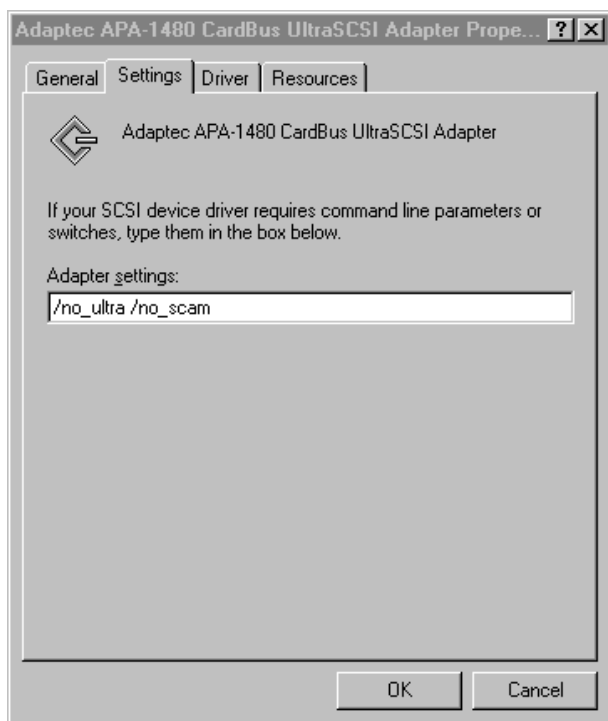 Adaptec APA-1480 CardBus UltraSCSI Adapter Prope...
General Settings Driver Resources
Adaptec APA-1480 CardBus UltraSCSI Adapter
If your SCSI device driver requires command line parameters or
switches, type them in the box below.
Adapter settings:
/no_ultra /no_scam
OK Cancel